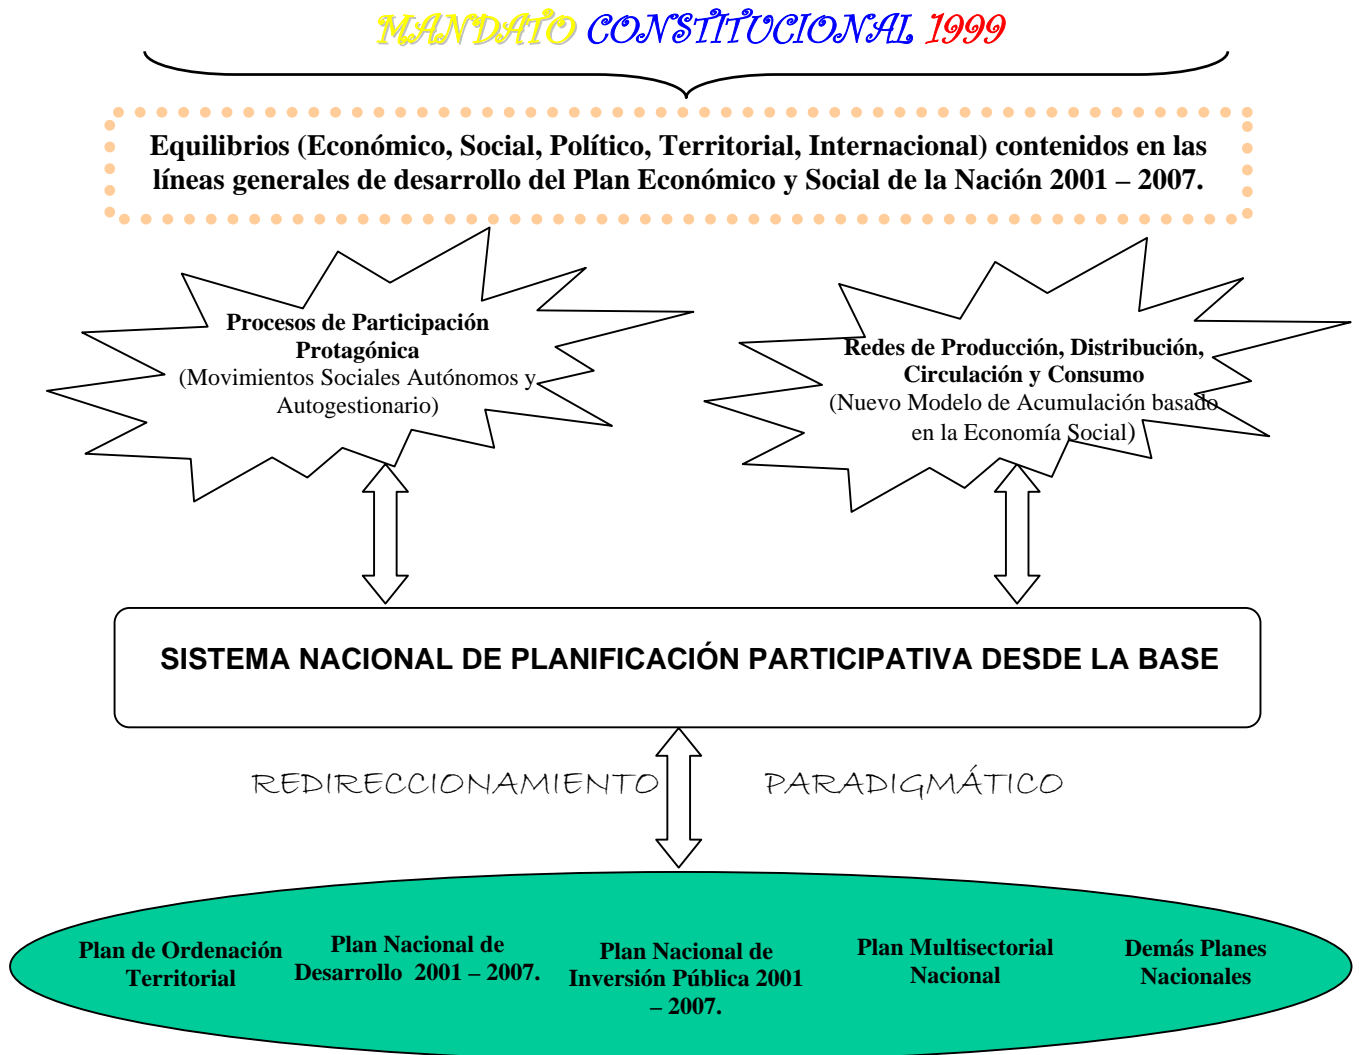 MANDATO CONSTITUCIONAL 1999
Equilibrios (Económico, Social, Político, Territorial, Internacional) contenidos en las
líneas generales de desarrollo del Plan Económico y Social de la Nación 2001 – 2007.
Procesos de Participación
Protagónica
(Movimientos Sociales Autónomos y
Autogestionario)
Redes de Producción, Distribución,
Circulación y Consumo
(Nuevo Modelo de Acumulación basado
en la Economía Social)
SISTEMA NACIONAL DE PLANIFICACIÓN PARTICIPATIVA DESDE LA BASE
REDIRECCIONAMIENTO PARADIGMÁTICO
Plan de Ordenación
Territorial
Plan Nacional de
Desarrollo 2001 – 2007.
Plan Nacional de
Inversión Pública 2001
– 2007.
Plan Multisectorial
Nacional
Demás Planes
Nacionales